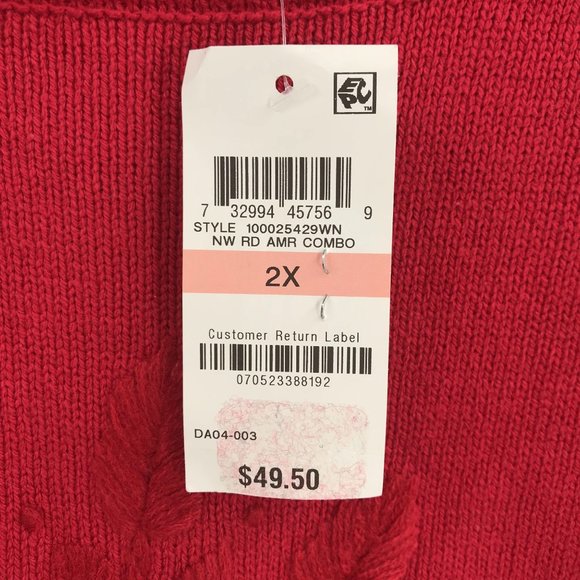 EPC
TM
7 32994 45756 9
STYLE 100025429WN
NW RD AMR COMBO
2X
Customer Return Label
070523388192
DA04-003
$49.50